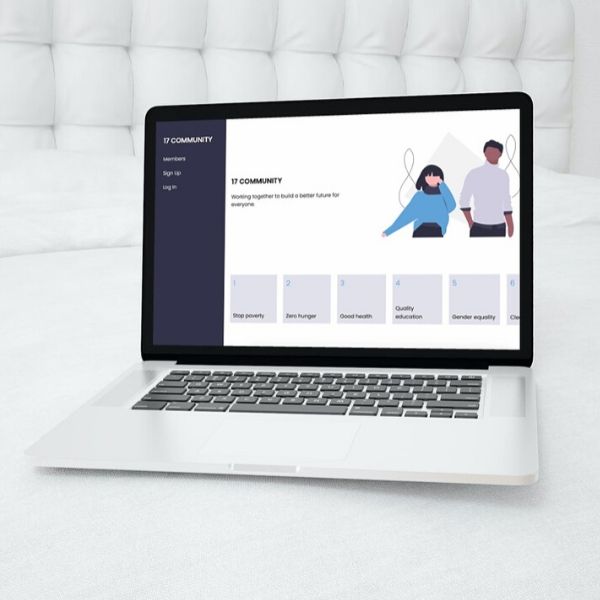 17 COMMUNITY
Members
Sign Up
Log In
17 COMMUNITY
Working together to build a better future for
everyone.
1
Stop poverty
2
Zero hunger
3
Good health
4
Quality
education
5
Gender equality
6
Cle